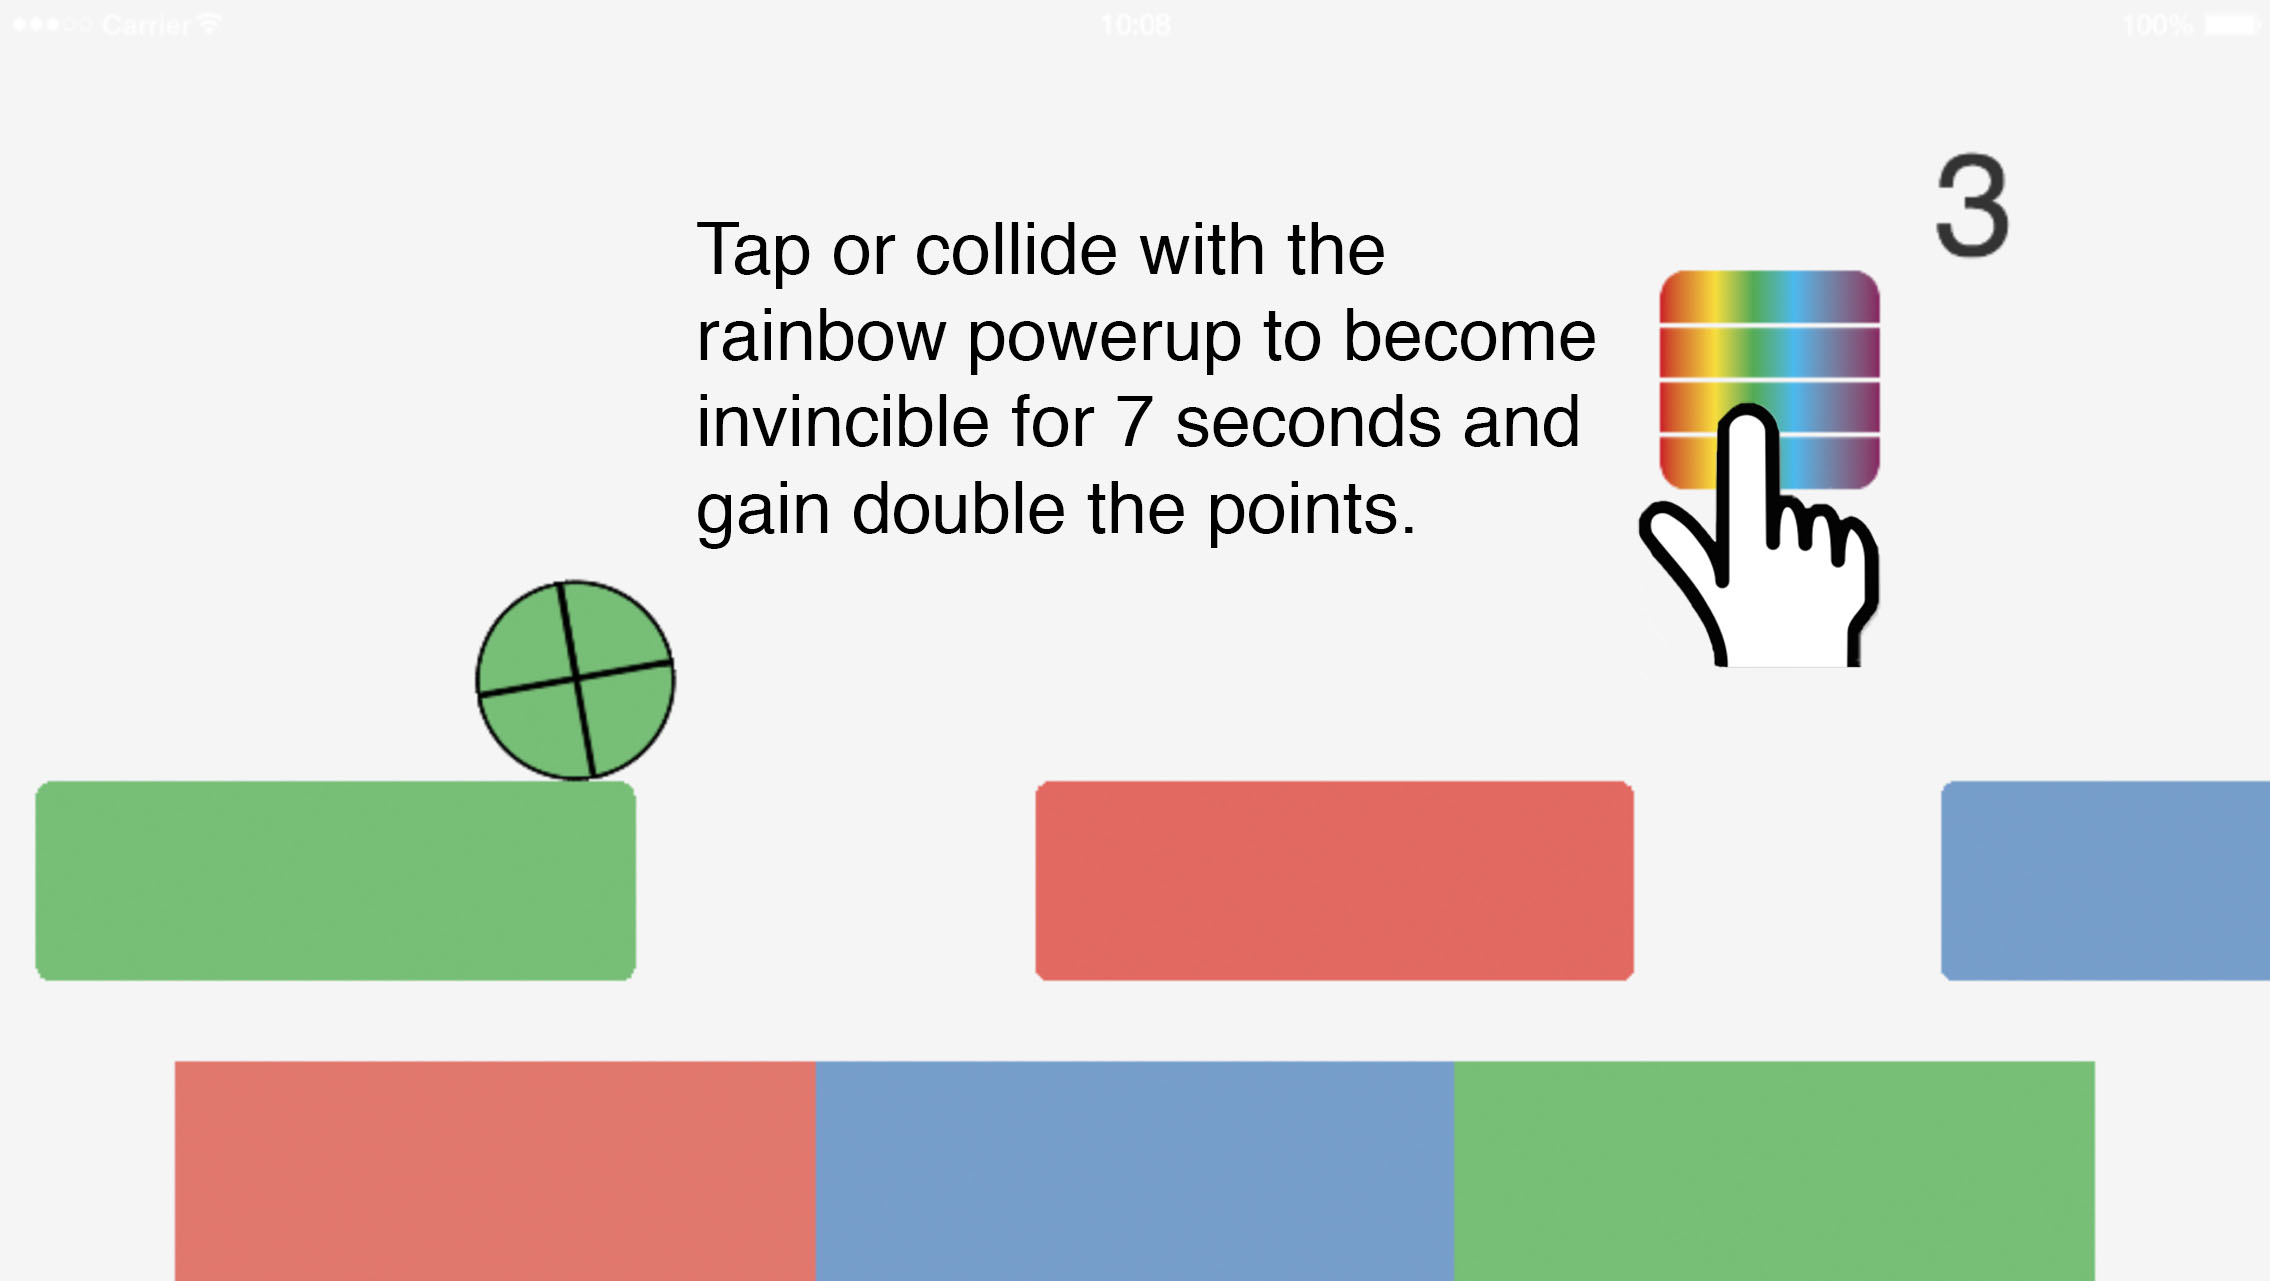 Carrier 10:08 100%
3
Tap or collide with the
rainbow powerup to become
invincible for 7 seconds and
gain double the points.